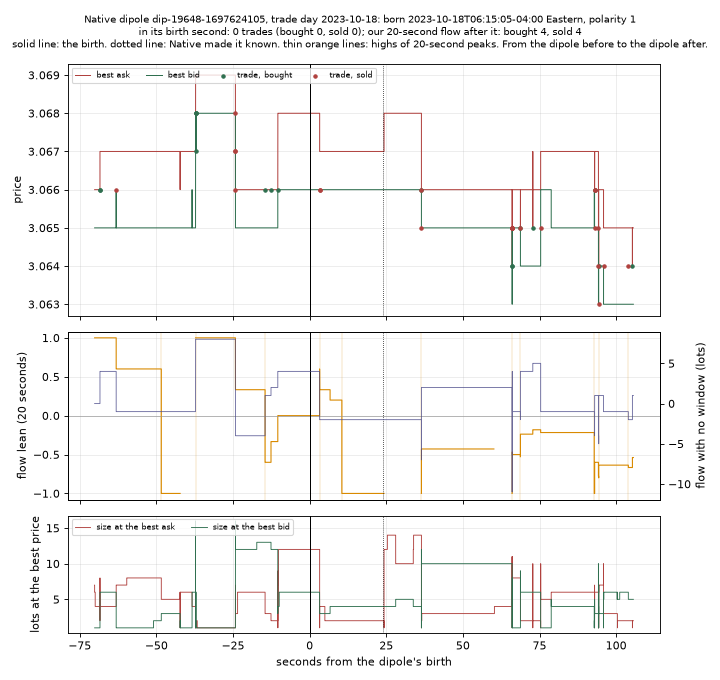 Native dipole dip-19648-1697624105, trade day 2023-10-18: born 2023-10-18T06:15:05-04:00 Eastern, polarity 1
in its birth second: 0 trades (bought 0, sold 0); our 20-second flow after it: bought 4, sold 4
solid line: the birth. dotted line: Native made it known. thin orange lines: highs of 20-second peaks. From the dipole before to the dipole after.
best ask best bid trade, bought trade, sold
3.069
3.068
3.067
3.066
3.065
3.064
3.063
price
1.0
0.5
0.0
−0.5
−1.0
flow lean (20 seconds)
5
0
−5
−10
flow with no window (lots)
size at the best ask size at the best bid
15
10
5
lots at the best price
−75 −50 −25 0 25 50 75 100
seconds from the dipole's birth